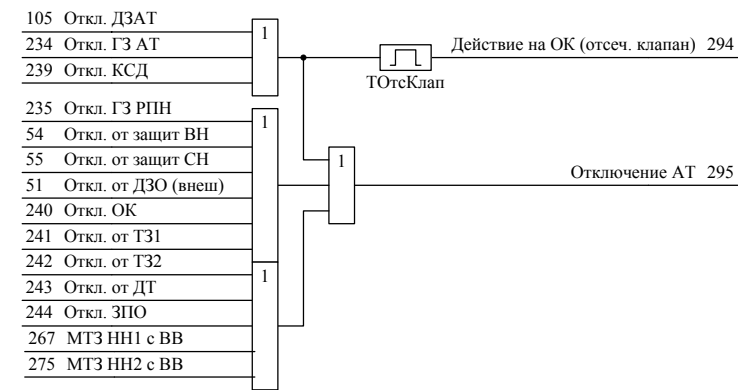 105 Откл. ДЗАТ
234 Откл. ГЗ АТ
239 Откл. КСД
1
Действие на ОК (отсеч. клапан) 294
ТОтсКлап
235 Откл. ГЗ РПН
54 Откл. от защит ВН
55 Откл. от защит СН
51 Откл. от ДЗО (внеш)
240 Откл. ОК
241 Откл. от ТЗ1
242 Откл. от ТЗ2
243 Откл. от ДТ
244 Откл. ЗПО
267 МТЗ НН1 с ВВ
275 МТЗ НН2 с ВВ
1
1
1
Отключение АТ 295